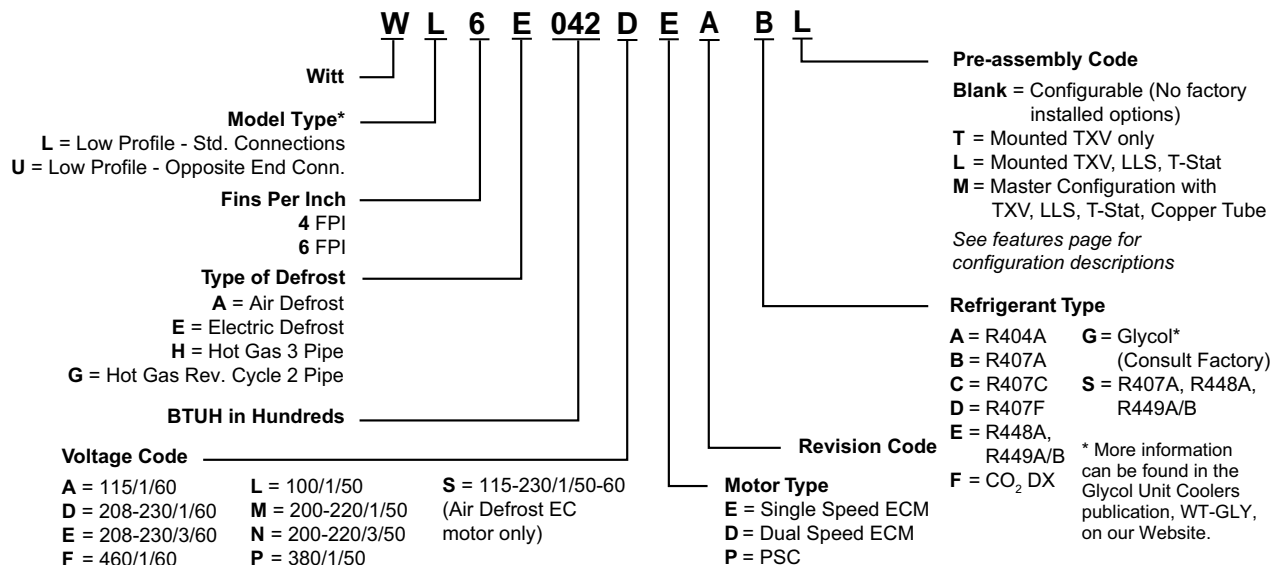 W L 6 E 042 D E A B L
Witt
Model Type*
L = Low Profile - Std. Connections
U = Low Profile - Opposite End Conn.
Fins Per Inch
4 FPI
6 FPI
Type of Defrost
A = Air Defrost
E = Electric Defrost
H = Hot Gas 3 Pipe
G = Hot Gas Rev. Cycle 2 Pipe
BTUH in Hundreds
Voltage Code
A = 115/1/60
D = 208-230/1/60
E = 208-230/3/60
F = 460/1/60
L = 100/1/50
M = 200-220/1/50
N = 200-220/3/50
P = 380/1/50
S = 115-230/1/50-60
(Air Defrost EC
motor only)
Motor Type
E = Single Speed ECM
D = Dual Speed ECM
P = PSC
Revision Code
Refrigerant Type
A = R404A
B = R407A
C = R407C
D = R407F
E = R448A,
R449A/B
F = CO2 DX
G = Glycol*
(Consult Factory)
S = R407A, R448A,
R449A/B
* More information
can be found in the
Glycol Unit Coolers
publication, WT-GLY,
on our Website.
Pre-assembly Code
Blank = Configurable (No factory
installed options)
T = Mounted TXV only
L = Mounted TXV, LLS, T-Stat
M = Master Configuration with
TXV, LLS, T-Stat, Copper Tube
See features page for
configuration descriptions